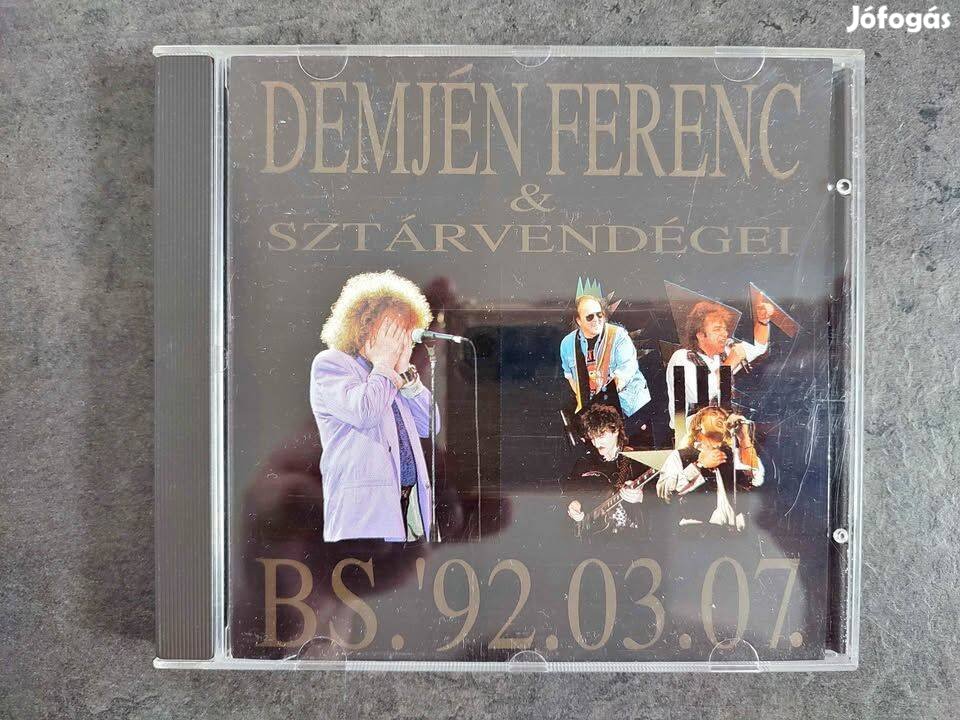 Jófogás
DEMJÉN FERENC
&
SZTÁRVENDÉGEI
BS. '92.03.07.